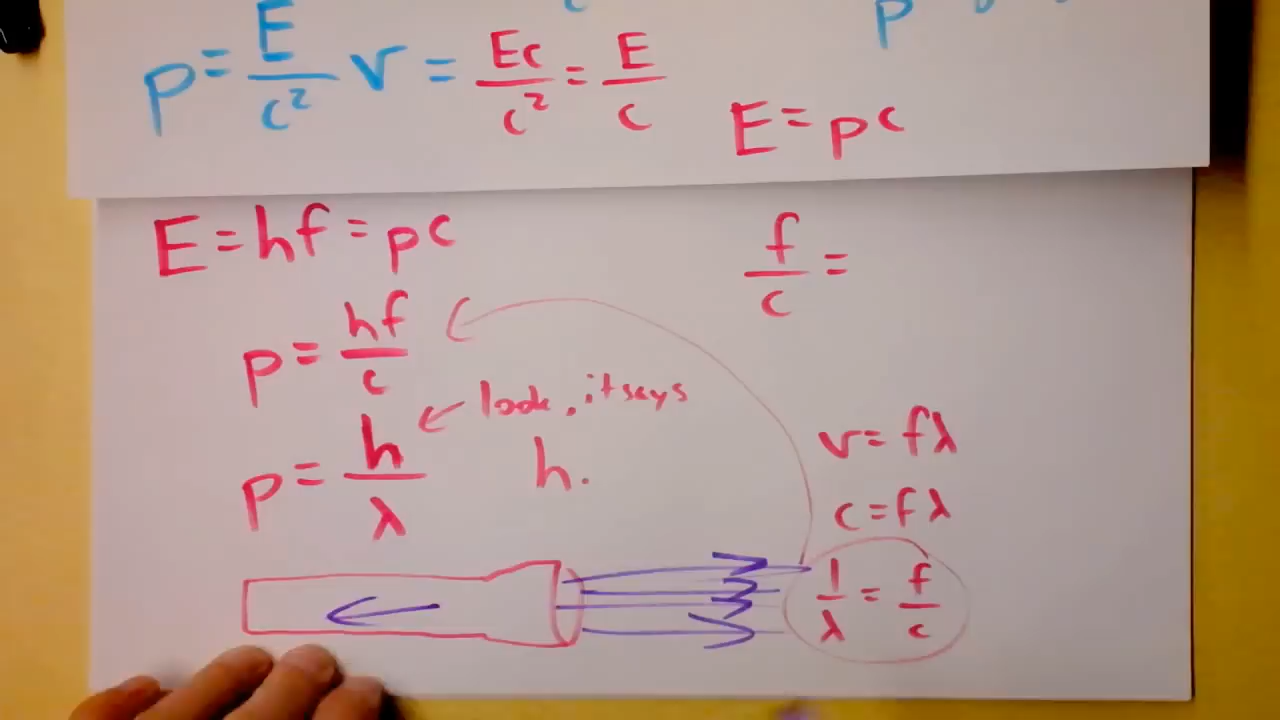 p = E/c² v = Ec/c² = E/c
p
E = pc
E = hf = pc
f/c =
p = hf/c
look, it says
h.
p = h/λ
v = fλ
c = fλ
1/λ = f/c